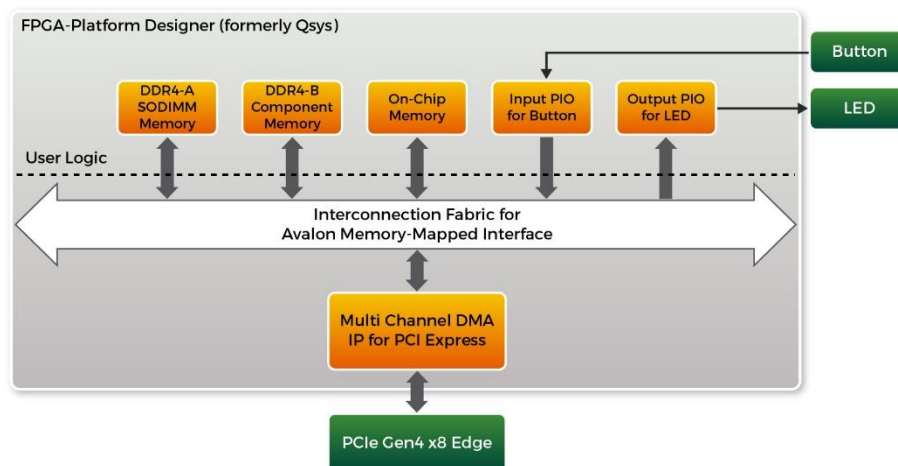 FPGA-Platform Designer (formerly Qsys)
Button
DDR4-A
SODIMM
Memory
DDR4-B
Component
Memory
On-Chip
Memory
Input PIO
for Button
Output PIO
for LED
LED
User Logic
Interconnection Fabric for
Avalon Memory-Mapped Interface
Multi Channel DMA
IP for PCI Express
PCIe Gen4 x8 Edge